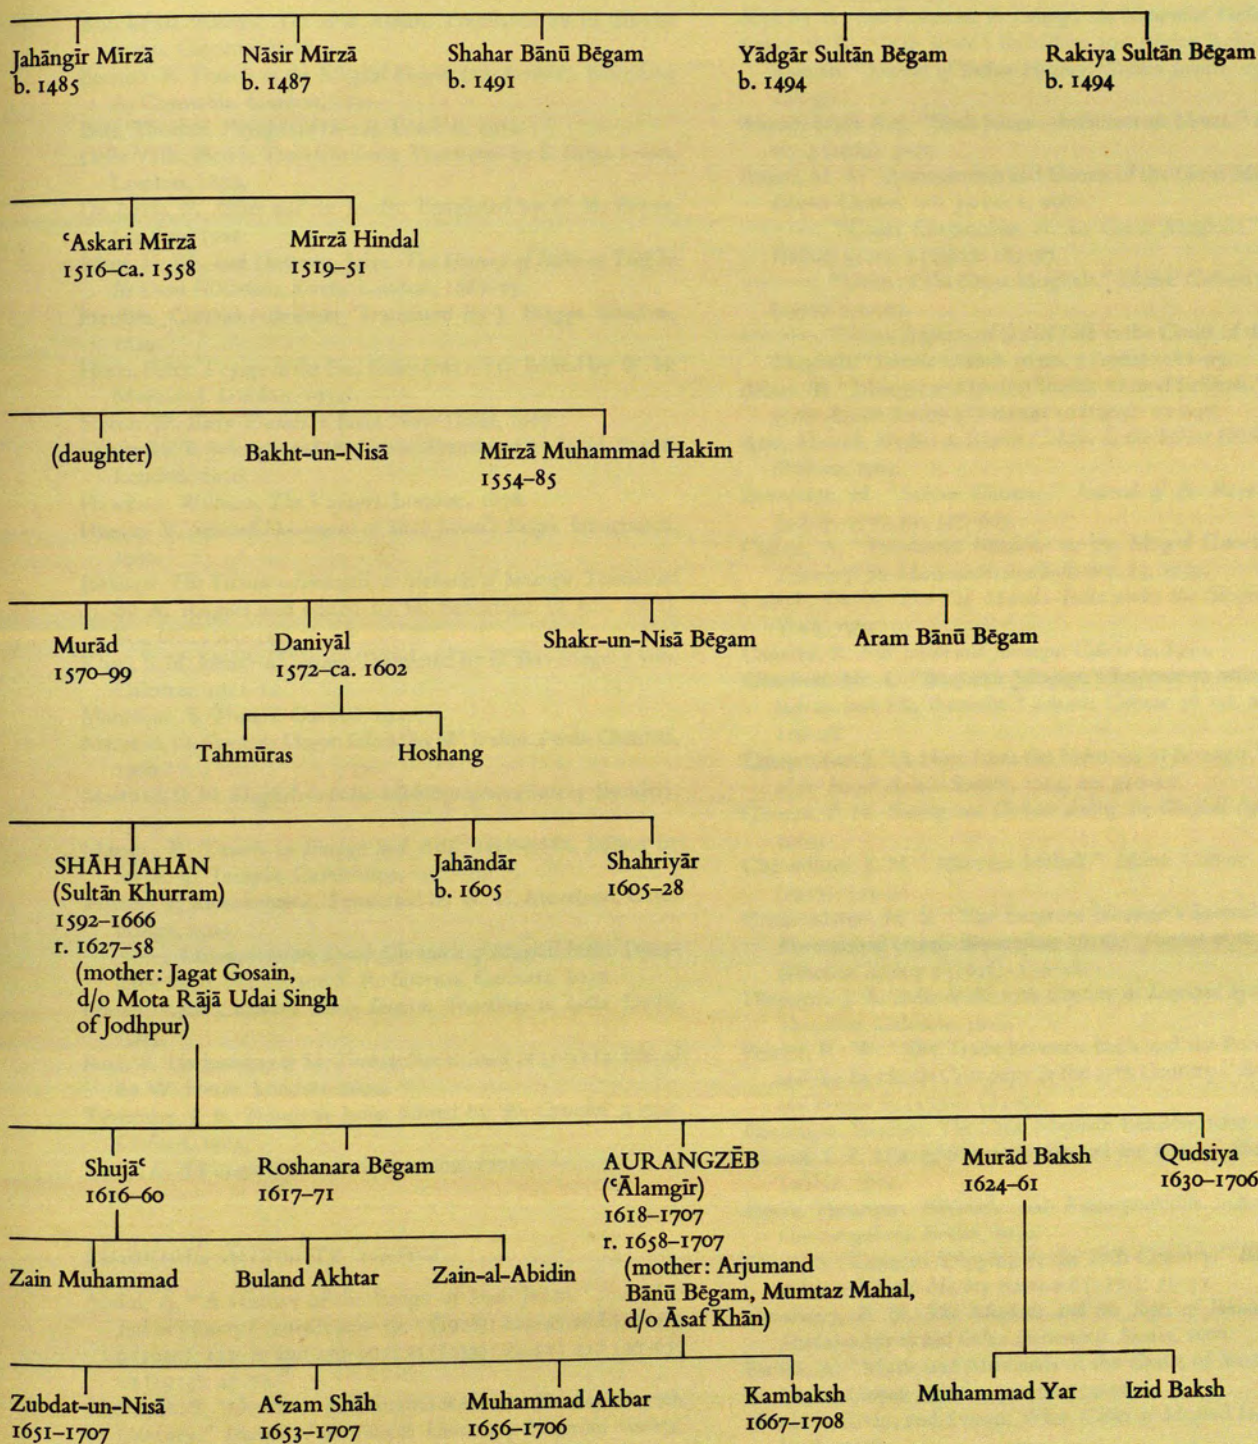 Jahāngīr Mīrzā
b. 1485
Nāsir Mīrzā
b. 1487
Shahar Bānū Bēgam
b. 1491
Yādgār Sultān Bēgam
b. 1494
Rakiya Sultān Bēgam
b. 1494
ʿAskari Mīrzā
1516–ca. 1558
Mīrzā Hindal
1519–51
(daughter)
Bakht-un-Nisā
Mīrzā Muhammad Hakīm
1554–85
Murād
1570–99
Daniyāl
1572–ca. 1602
Shakr-un-Nisā Bēgam
Aram Bānū Bēgam
Tahmūras
Hoshang
SHĀH JAHĀN
(Sultān Khurram)
1592–1666
r. 1627–58
(mother: Jagat Gosain,
d/o Mota Rājā Udai Singh
of Jodhpur)
Jahāndār
b. 1605
Shahriyār
1605–28
Shujāʿ
1616–60
Roshanara Bēgam
1617–71
AURANGZĒB
(ʿĀlamgīr)
1618–1707
r. 1658–1707
(mother: Arjumand
Bānū Bēgam, Mumtaz Mahal,
d/o Āsaf Khān)
Murād Baksh
1624–61
Qudsiya
1630–1706
Zain Muhammad
Buland Akhtar
Zain-al-Abidin
Zubdat-un-Nisā
1651–1707
Aʿzam Shāh
1653–1707
Muhammad Akbar
1656–1706
Kambaksh
1667–1708
Muhammad Yar
Izid Baksh